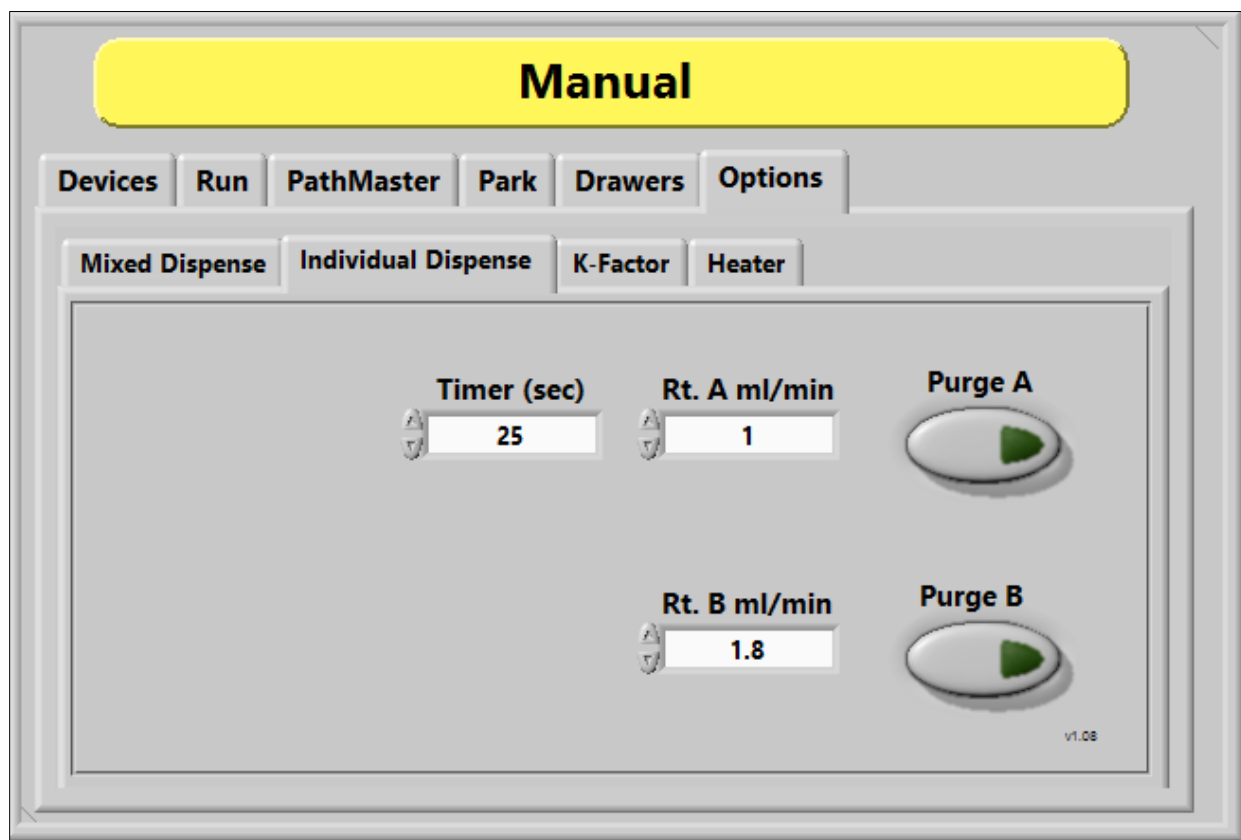 Manual
Devices Run PathMaster Park Drawers Options
Mixed Dispense Individual Dispense K-Factor Heater
Timer (sec) Rt. A ml/min Purge A
25 1
Rt. B ml/min Purge B
1.8
v1.08